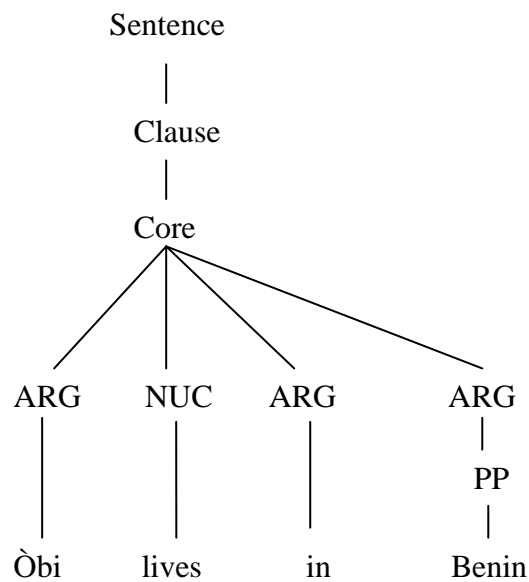 Sentence
Clause
Core
ARG NUC ARG ARG
PP
Òbi lives in Benin